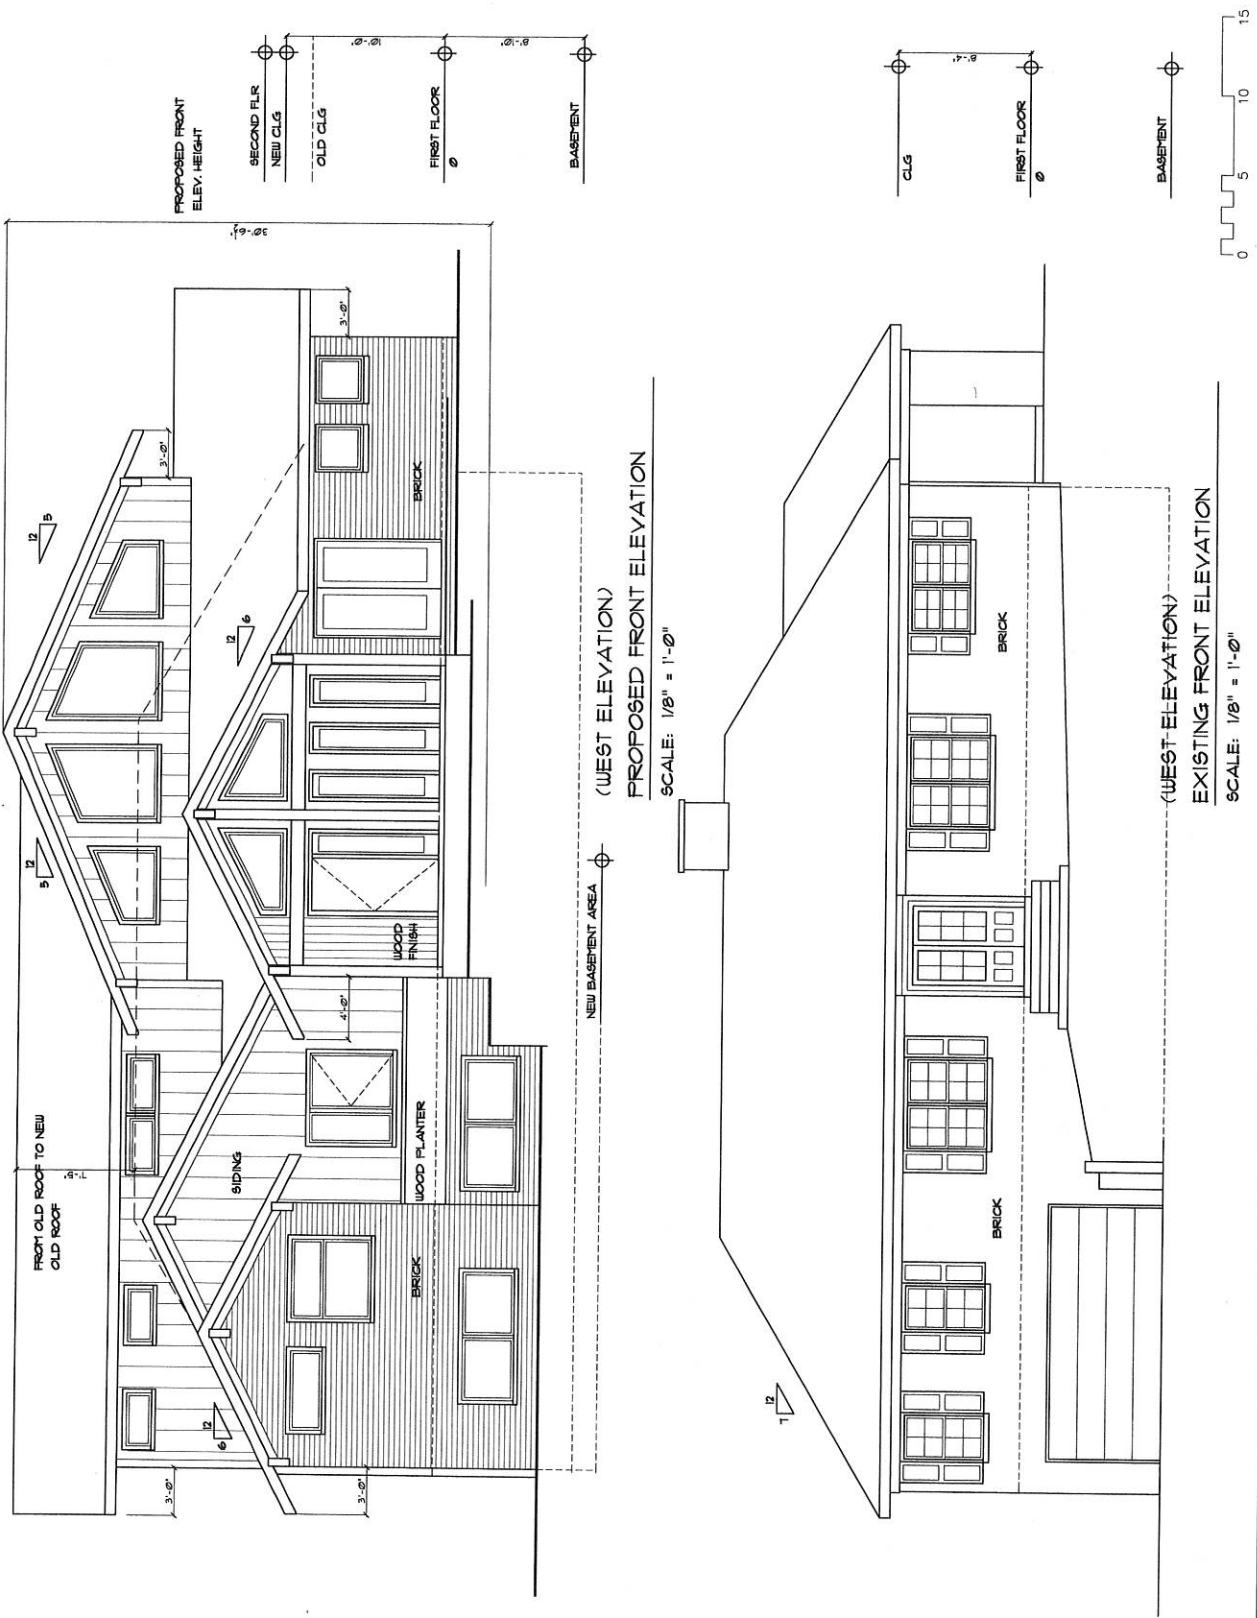 FROM OLD ROOF TO NEW
OLD ROOF
7'-5"
12
5
12
5
3'-0"
PROPOSED FRONT
ELEV. HEIGHT
30'-6½"
SECOND FLR
NEW CLG
OLD CLG
10'-0"
FIRST FLOOR
0
8'-10"
BASEMENT
3'-0"
3'-0"
12
6
12
6
SIDING
4'-0"
WOOD
FINISH
3'-0"
BRICK
BRICK
WOOD PLANTER
NEW BASEMENT AREA
(WEST ELEVATION)
PROPOSED FRONT ELEVATION
SCALE: 1/8" = 1'-0"
12
7
BRICK
BRICK
CLG
8'-4"
FIRST FLOOR
0
BASEMENT
(WEST ELEVATION)
EXISTING FRONT ELEVATION
SCALE: 1/8" = 1'-0"
0 5 10 15